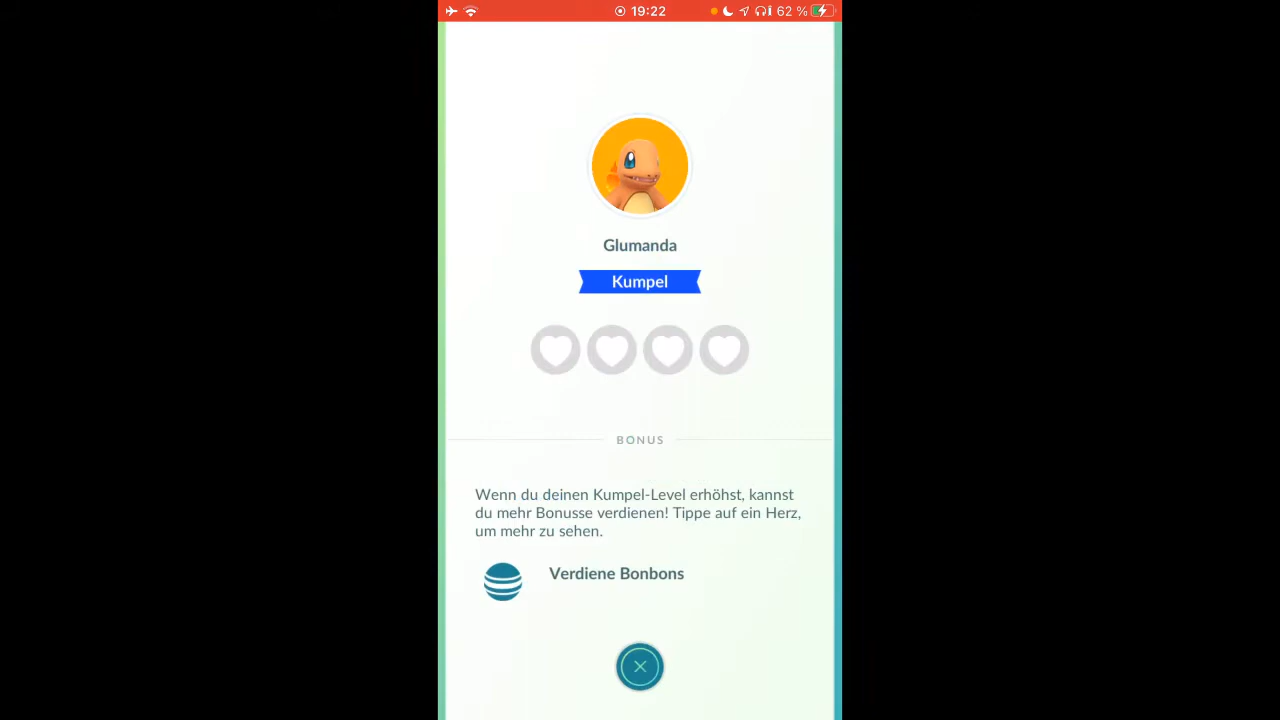 19:22
62 %
Glumanda
Kumpel
BONUS
Wenn du deinen Kumpel-Level erhöhst, kannst
du mehr Bonusse verdienen! Tippe auf ein Herz,
um mehr zu sehen.
Verdiene Bonbons